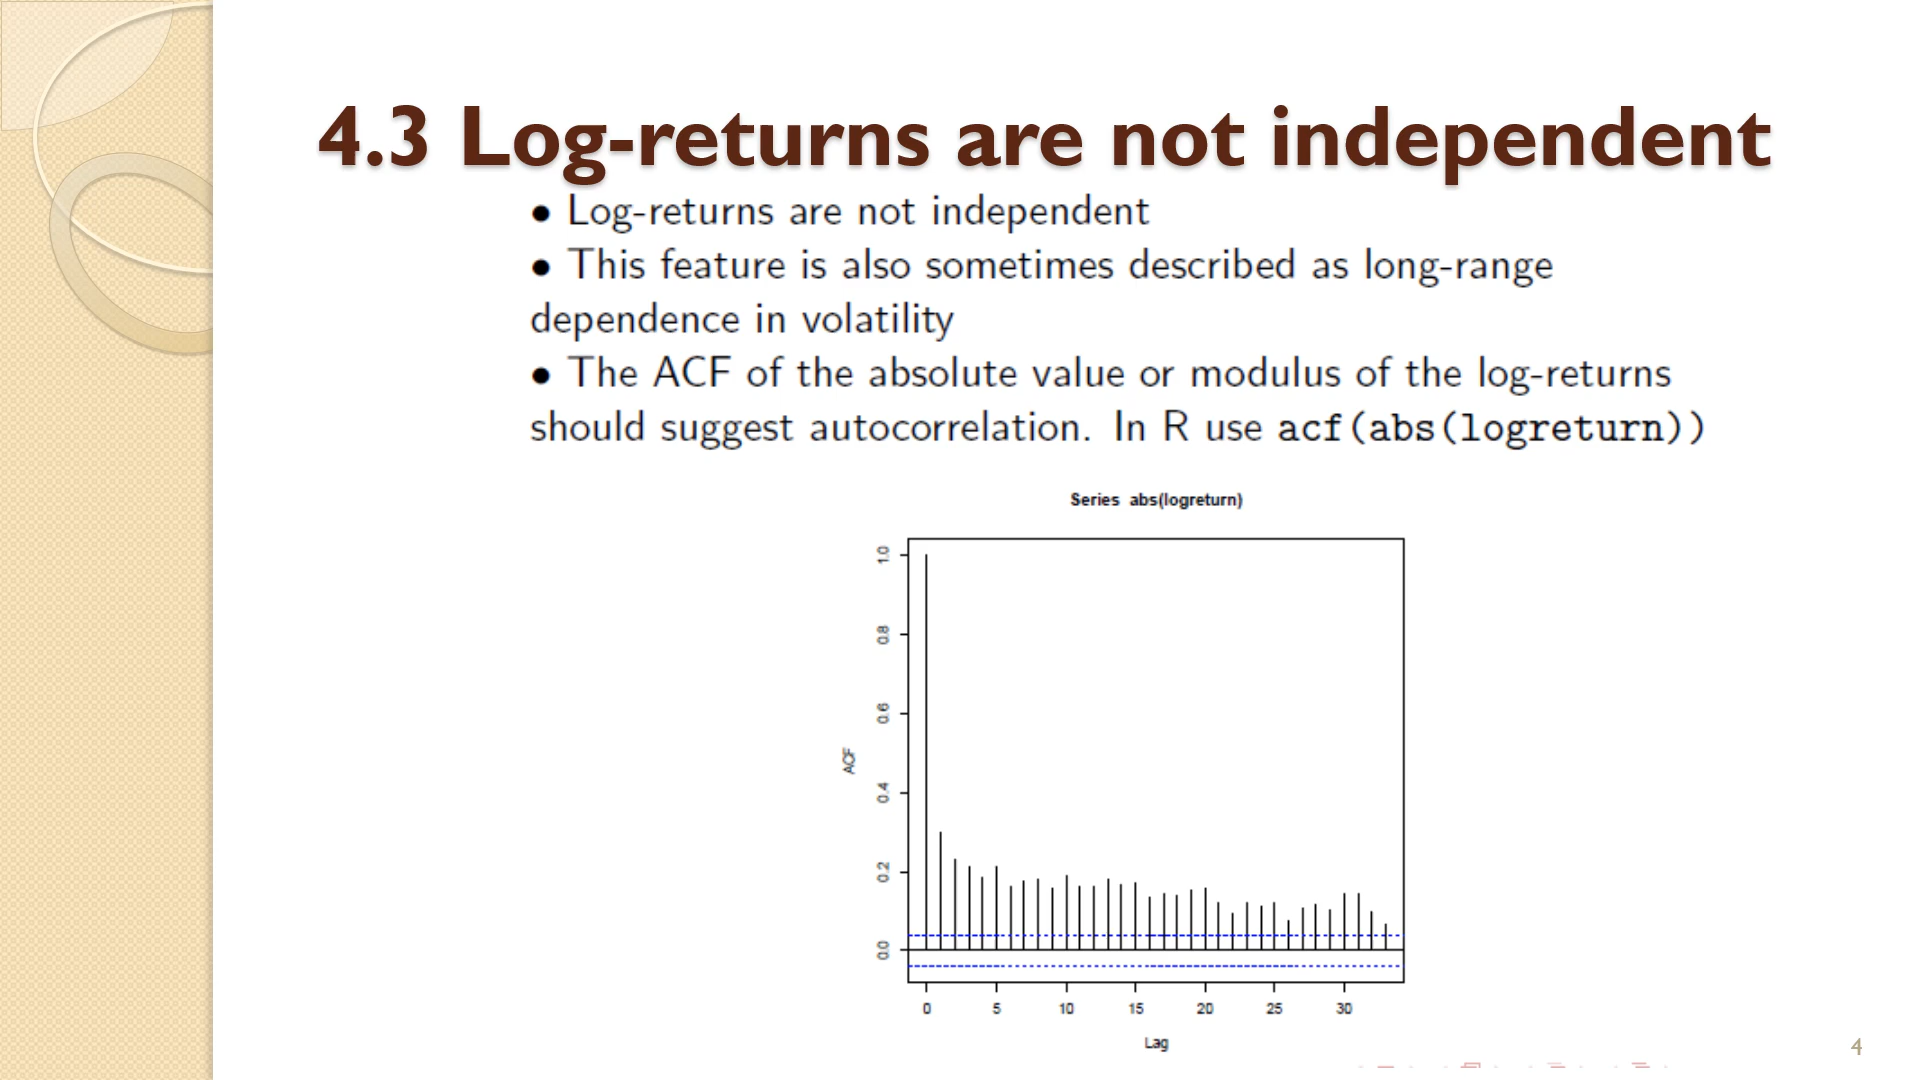 4.3 Log-returns are not independent
• Log-returns are not independent
• This feature is also sometimes described as long-range
dependence in volatility
• The ACF of the absolute value or modulus of the log-returns
should suggest autocorrelation. In R use acf(abs(logreturn))
Series abs(logreturn)
1.0
0.8
0.6
0.4
0.2
0.0
ACF
0 5 10 15 20 25 30
Lag
4